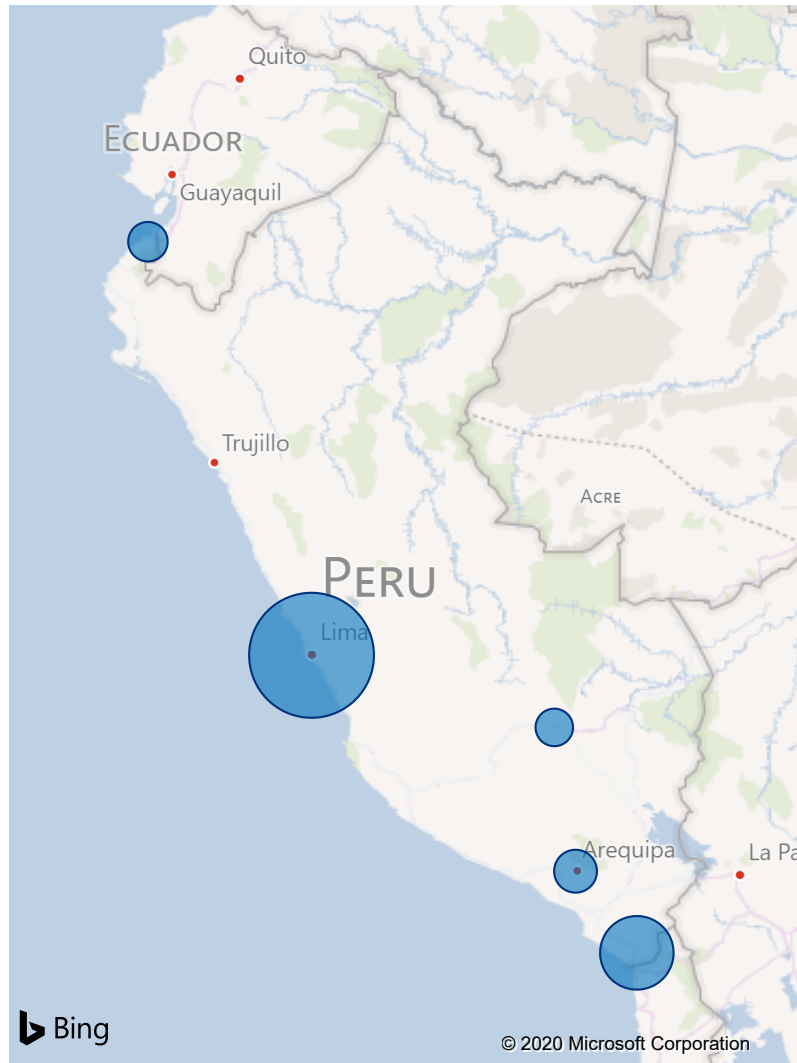 Quito
ECUADOR
Guayaquil
Trujillo
ACRE
PERU
Lima
Arequipa
La Pa
Bing
© 2020 Microsoft Corporation